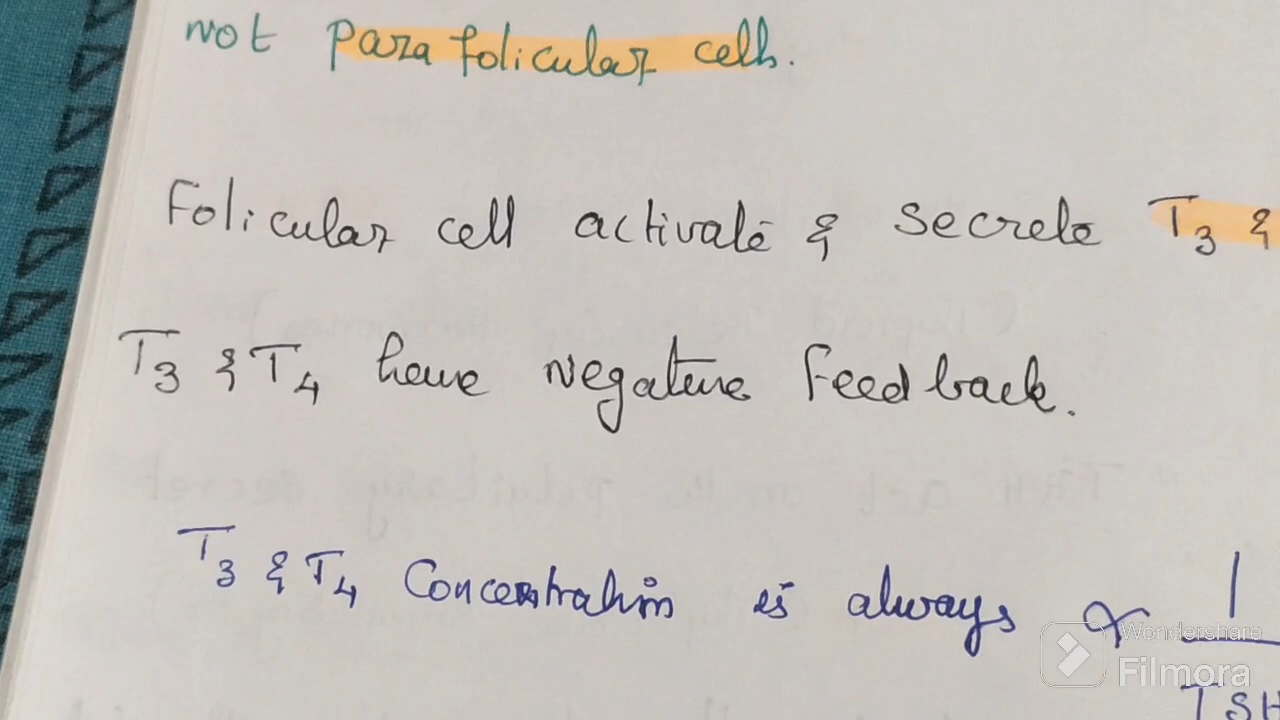 not Para folicular cells.
Folicular cell activate & secrete T3 &
T3 & T4 have Negative Feedback.
T3 & T4 Concentration is always ∝ 1
TSH
Wondershare
Filmora